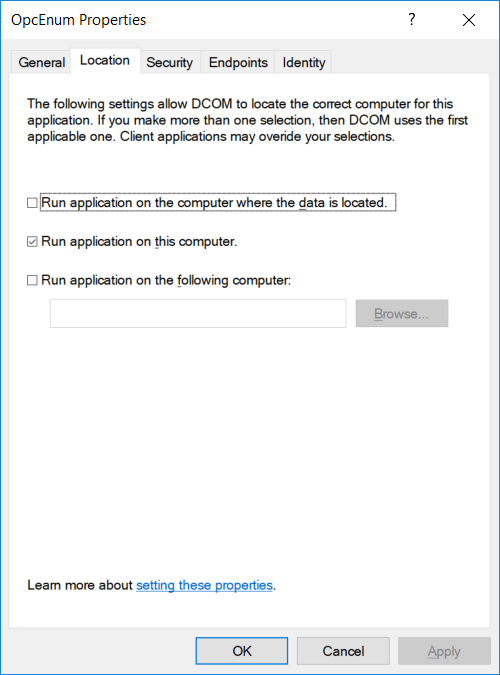 OpcEnum Properties
?
General Location Security Endpoints Identity
The following settings allow DCOM to locate the correct computer for this
application. If you make more than one selection, then DCOM uses the first
applicable one. Client applications may overide your selections.
Run application on the computer where the data is located.
Run application on this computer.
Run application on the following computer:
Browse...
Learn more about setting these properties.
OK Cancel Apply